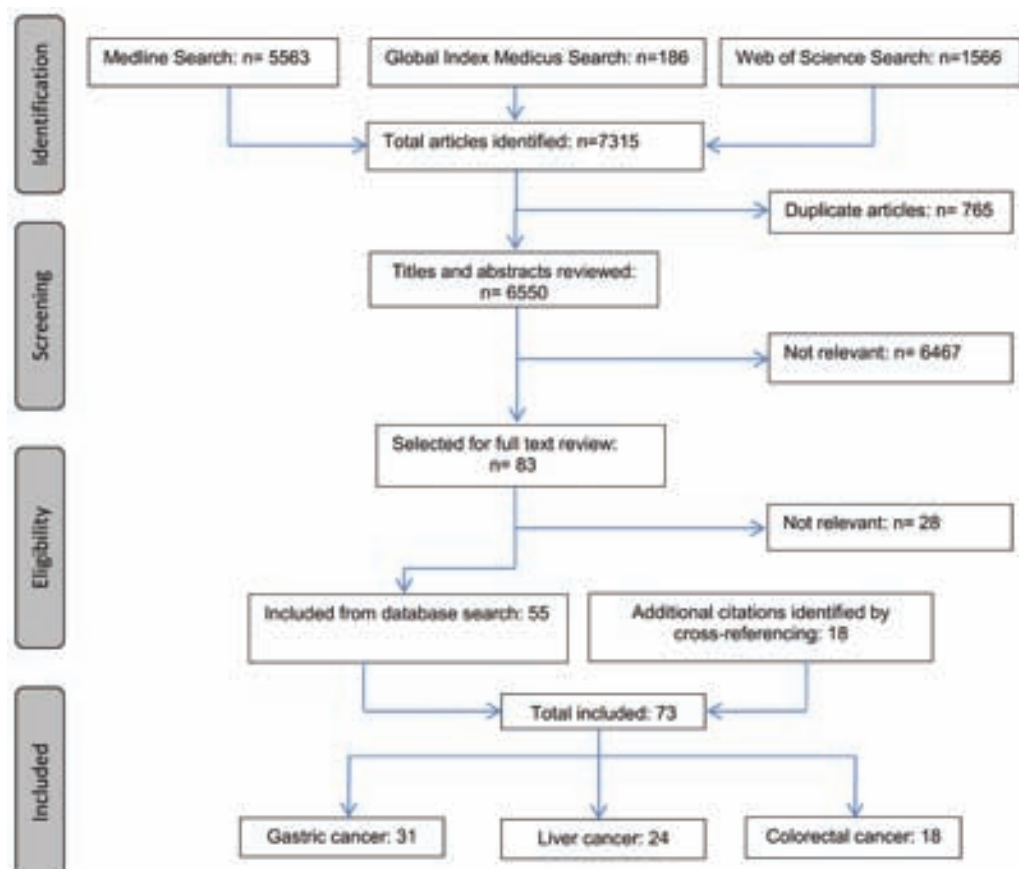 Identification
Medline Search: n= 5563
Global Index Medicus Search: n=186
Web of Science Search: n=1566
Total articles identified: n=7315
Duplicate articles: n= 765
Screening
Titles and abstracts reviewed:
n= 6550
Not relevant: n= 6467
Eligibility
Selected for full text review:
n= 83
Not relevant: n= 28
Included from database search: 55
Additional citations identified by
cross-referencing: 18
Included
Total included: 73
Gastric cancer: 31
Liver cancer: 24
Colorectal cancer: 18